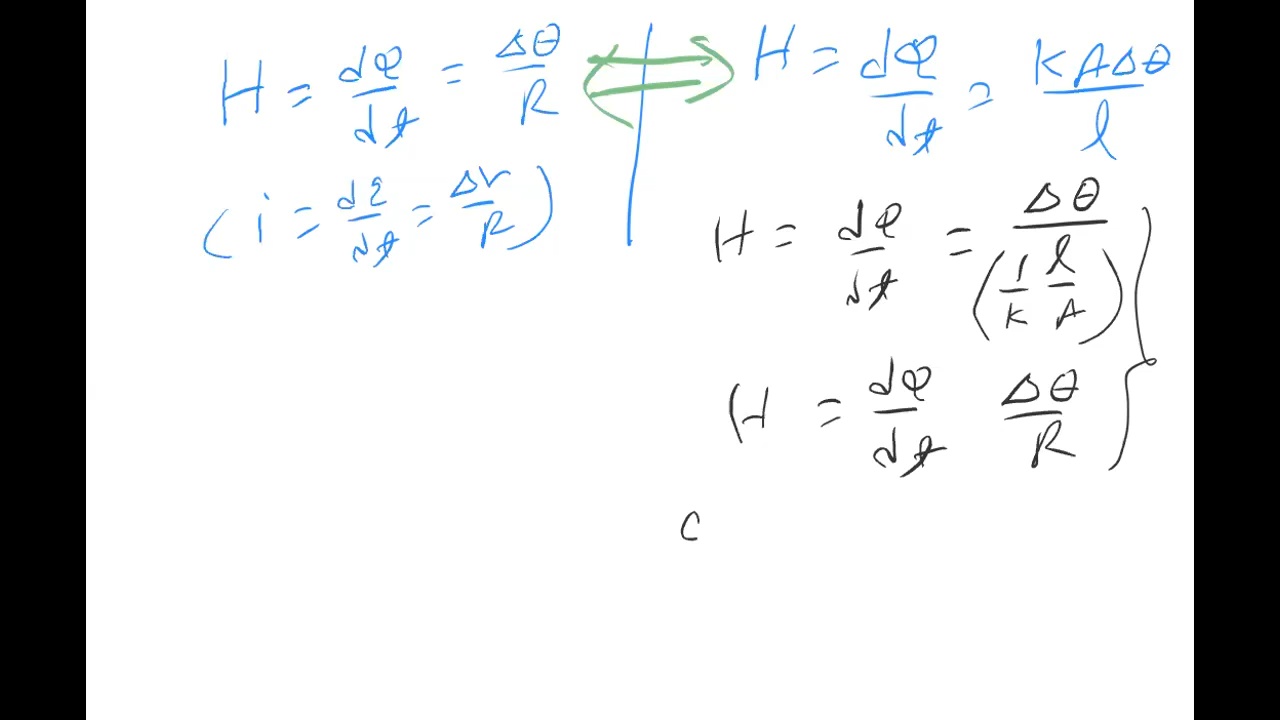 H = dQ/dt = Δθ/R
(i = dq/dt = ΔV/R)
H = dQ/dt = KAΔθ/l
H = dQ/dt = Δθ/(1/K l/A)
H = dQ/dt Δθ/R
C